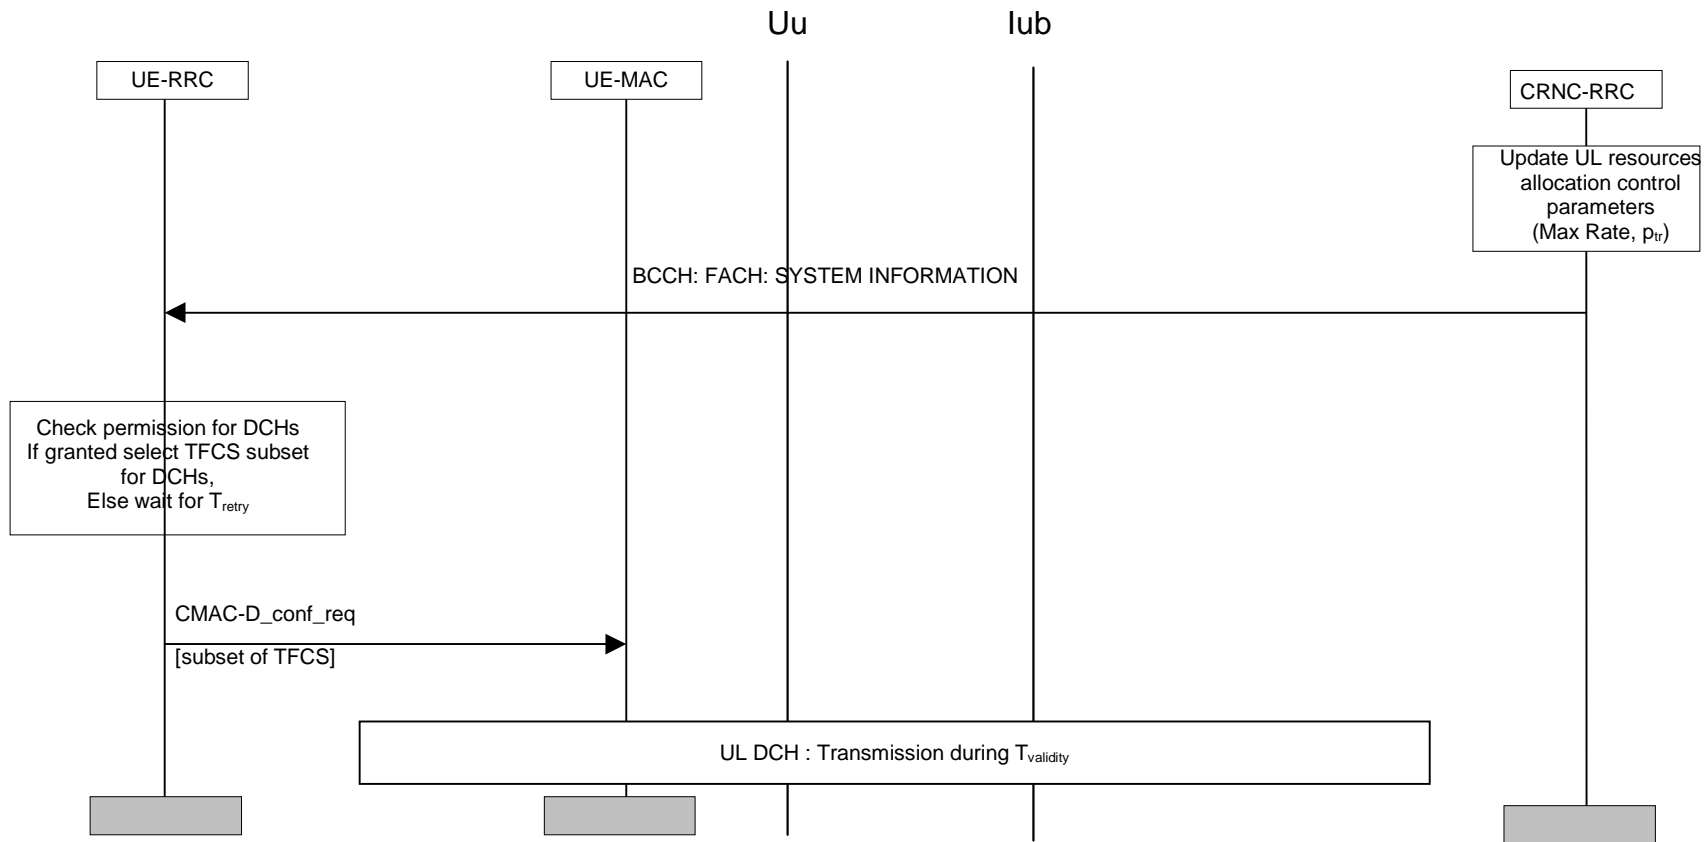 Uu
Iub
UE-RRC
UE-MAC
CRNC-RRC
Update UL resources
allocation control
parameters
(Max Rate, ptr)
BCCH: FACH: SYSTEM INFORMATION
Check permission for DCHs
If granted select TFCS subset
for DCHs,
Else wait for Tretry
CMAC-D_conf_req
[subset of TFCS]
UL DCH : Transmission during Tvalidity